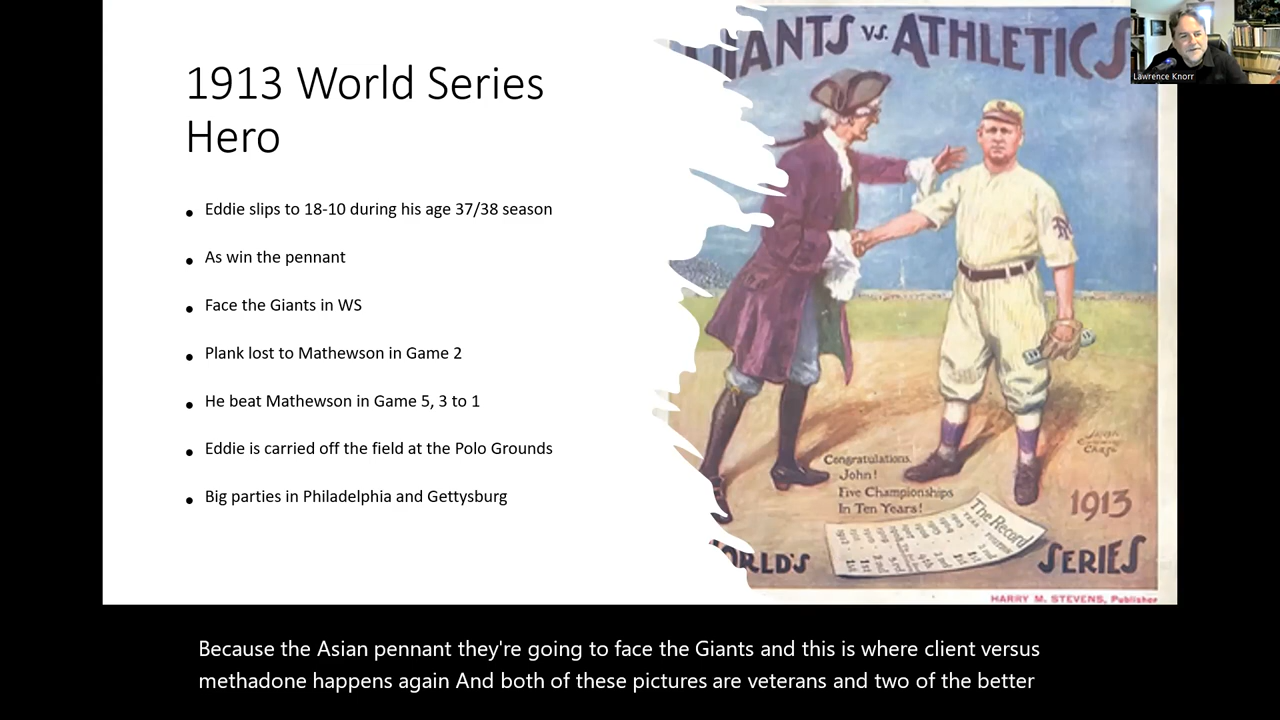 GIANTS vs. ATHLETICS
Lawrence Knorr
1913 World Series
Hero
• Eddie slips to 18-10 during his age 37/38 season
• As win the pennant
• Face the Giants in WS
• Plank lost to Mathewson in Game 2
• He beat Mathewson in Game 5, 3 to 1
• Eddie is carried off the field at the Polo Grounds
• Big parties in Philadelphia and Gettysburg
Congratulations,
John!
Five Championships
In Ten Years!
The Record
1913
WORLD'S SERIES
HARRY M. STEVENS, Publisher
Because the Asian pennant they're going to face the Giants and this is where client versus
methadone happens again And both of these pictures are veterans and two of the better